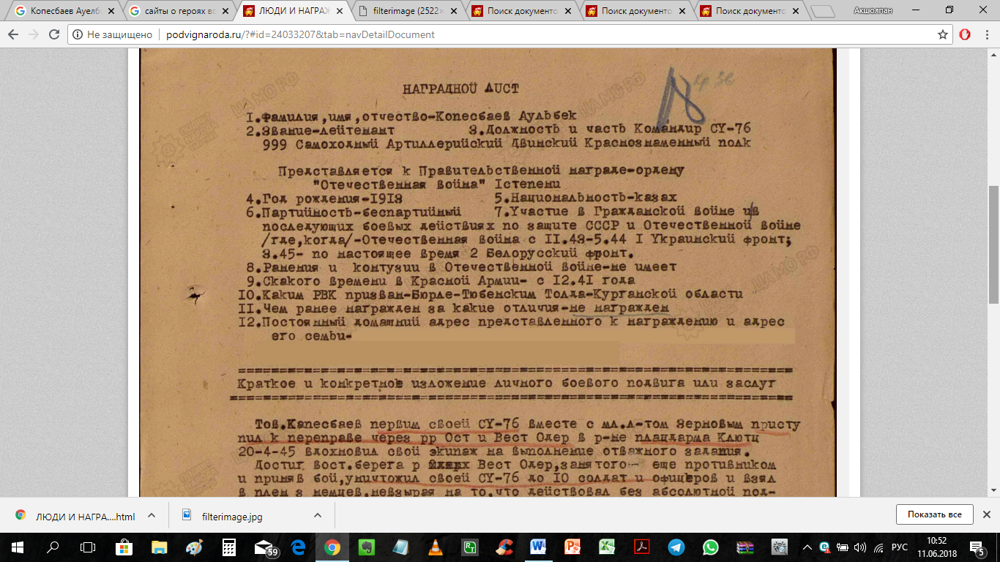 Копесбаев Ауелб
сайты о героях во
ЛЮДИ И НАГРАЖ
filterimage (2522×
Поиск документо
Поиск документо
Поиск документо
Акшолпан
Не защищено
podvignaroda.ru/?#id=24033207&tab=navDetailDocument
НАГРАДНОЙ ЛИСТ
I.Фамилия,имя,отчество-Копесбаев Аульбек
2.Звание-лейтенант 3.Должность и часть Командир СУ-76
999 Самоходный Артиллерийский Двинский Краснознаменный полк
Представляется к Правительственной награде-ордену
"Отечественная война" Iстепени
4.Год рождения-I9I8 5.Национальность-казах
6.Партийность-беспартийный 7.Участие в Гражданской войне и в
последующих боевых действиях по защите СССР и Отечественной войне
/где,когда/-Отечественная война с II.43-5.44 I Украинский фронт;
3.45- по настоящее время 2 Белорусский фронт.
8.Ранения и контузии в Отечественной войне-не имеет
9.Скакого времени в Красной Армии- с I2.4I года
I0.Каким РВК призван-Бюрле-Тюбенским Толда-Курганской области
II.Чем ранее награжден за какие отличия-не награжден
I2.Постоянный домашний адрес представленного к награждению и адрес
его семьи-
Краткое и конкретное изложение личного боевого подвига или заслуг
Тов.Капесбаев первим своей СУ-76 вместе с мл.л-том Зерновым присту
пил к переправе через рр Ост и Вест Одер в р-не плацдарма Клютц
20-4-45 вдохновил свой экипаж на выполнение отважного задания.
Достиг вост.берега р Вест Одер,занятого- еще противником
и приняв бой,уничтожил своей СУ-76 до I0 солдат и офицеров и взял
в плен 3 немцев,невзирая на то,что действовал без абсолютной под-
ЛЮДИ И НАГРА....html
filterimage.jpg
Показать все
59
РУС
10:52
11.06.2018
5